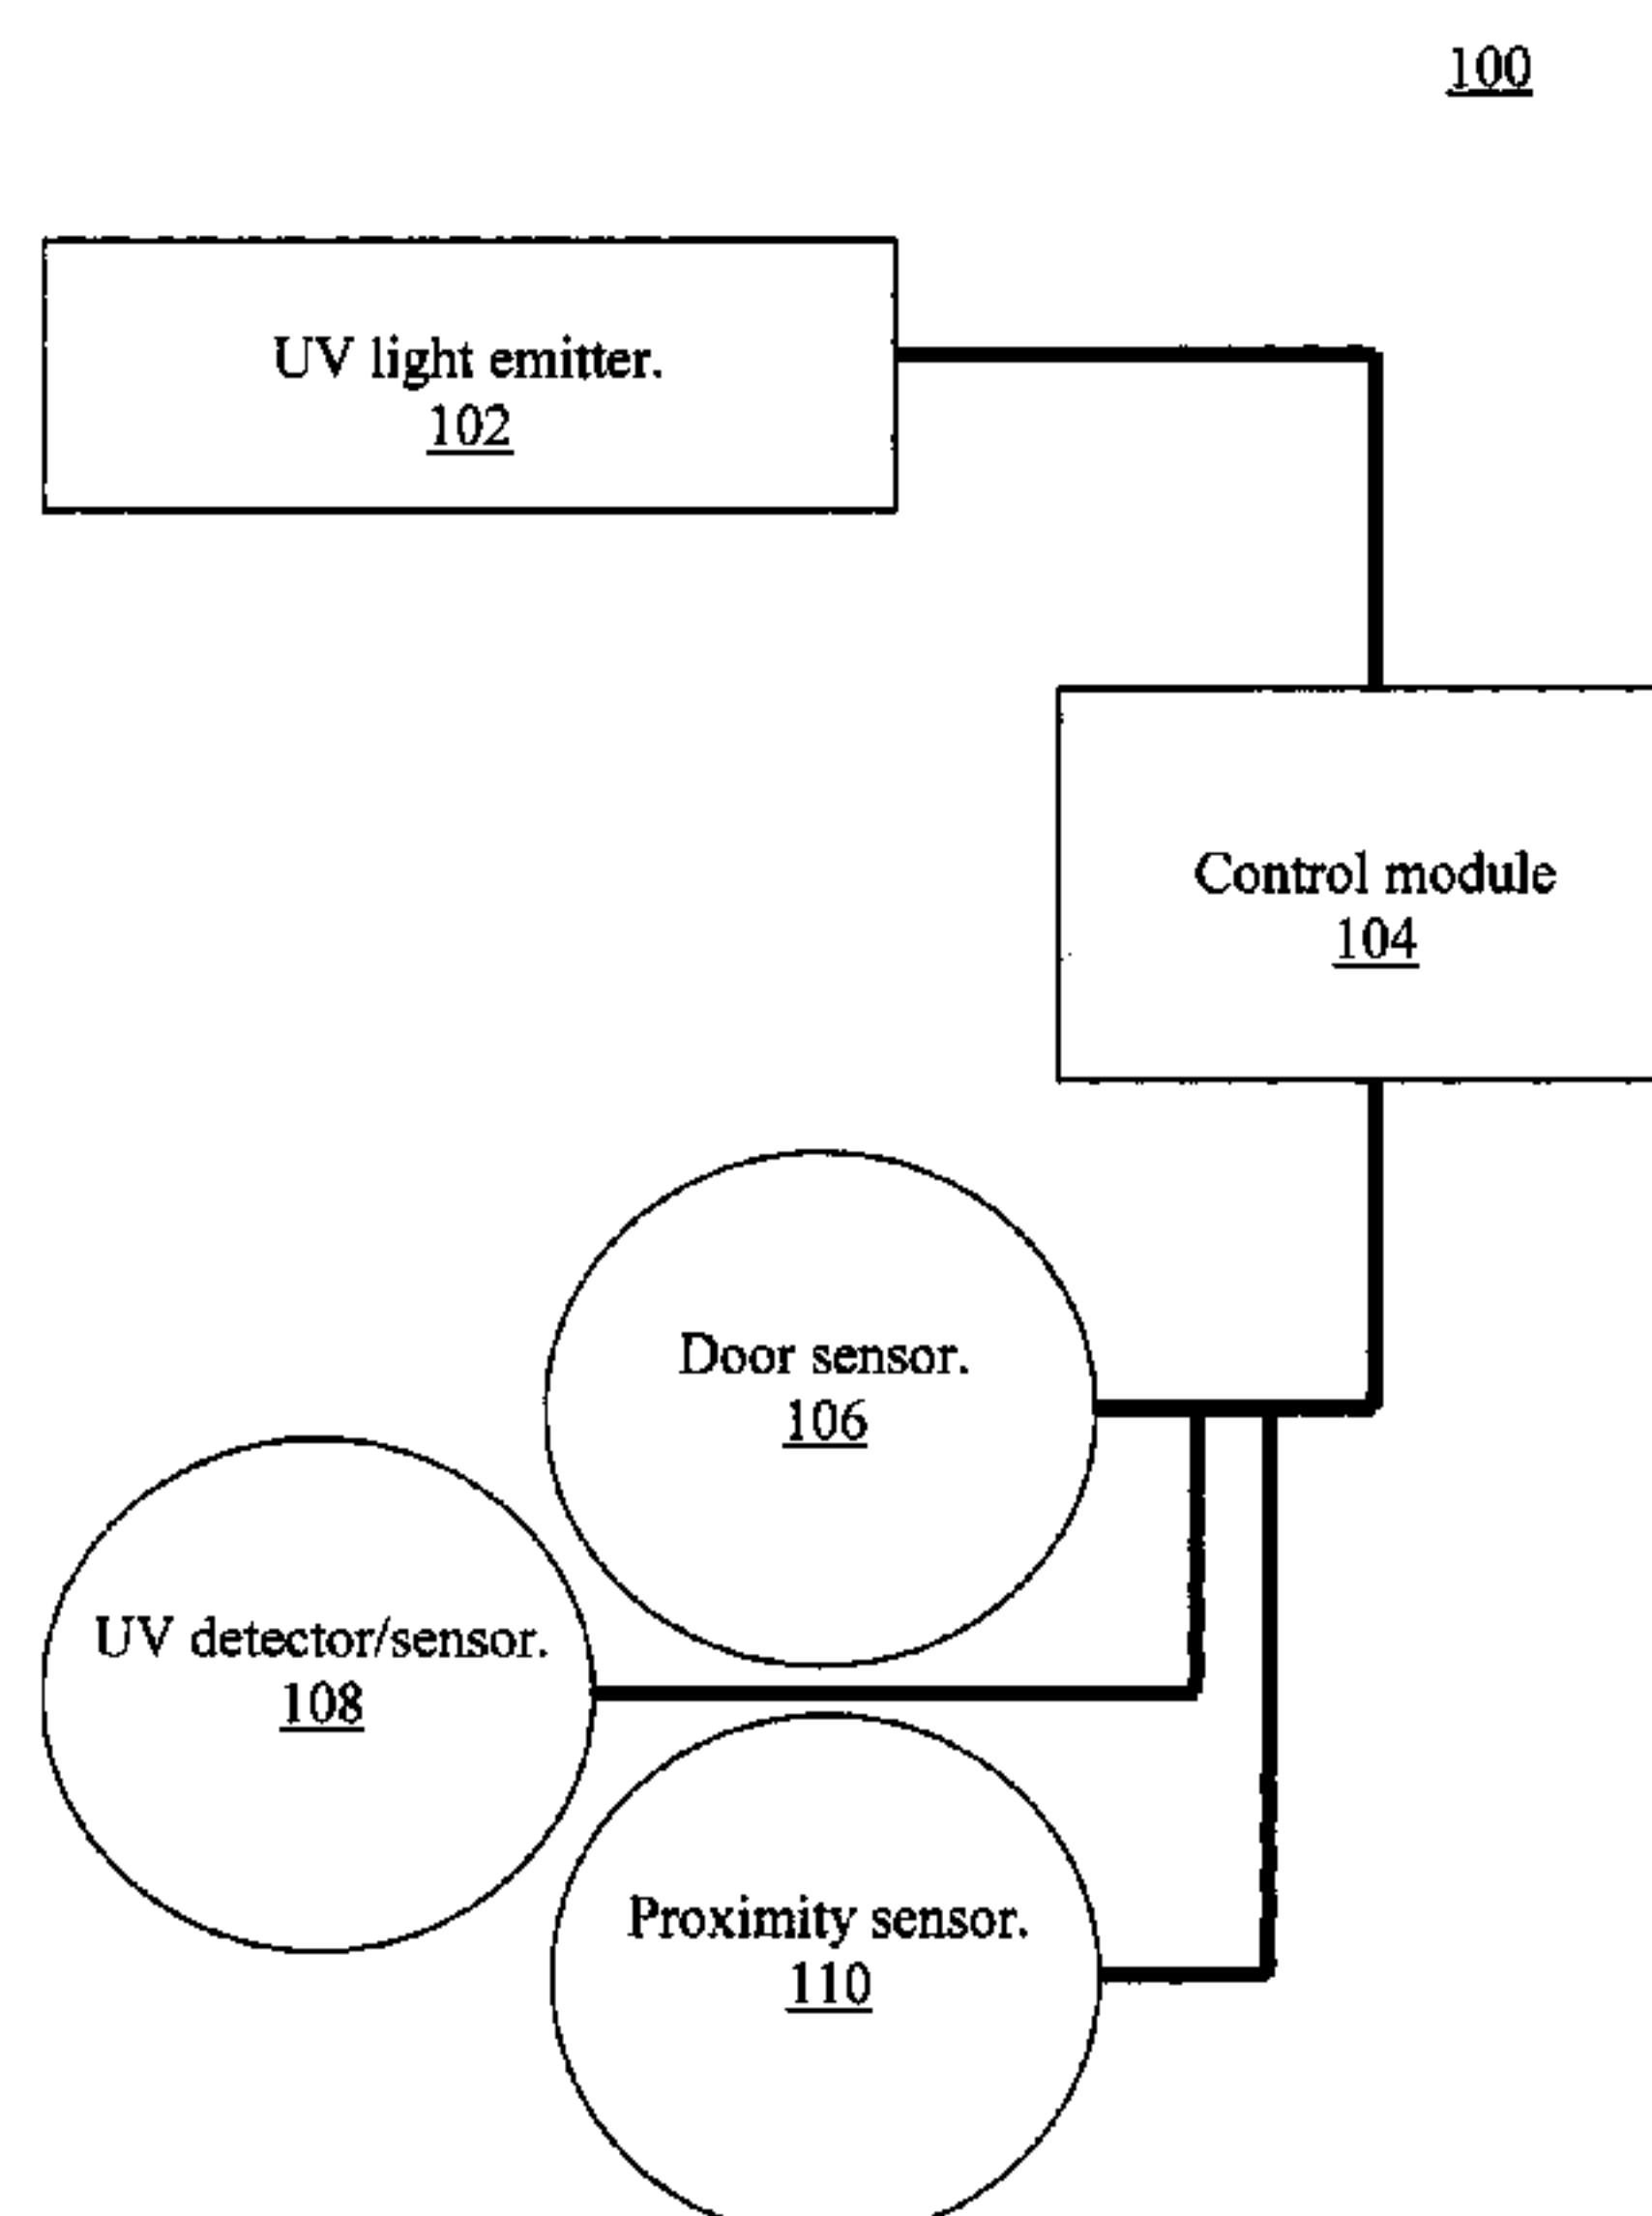 100
UV light emitter.
102
Control module
104
Door sensor.
106
UV detector/sensor.
108
Proximity sensor.
110